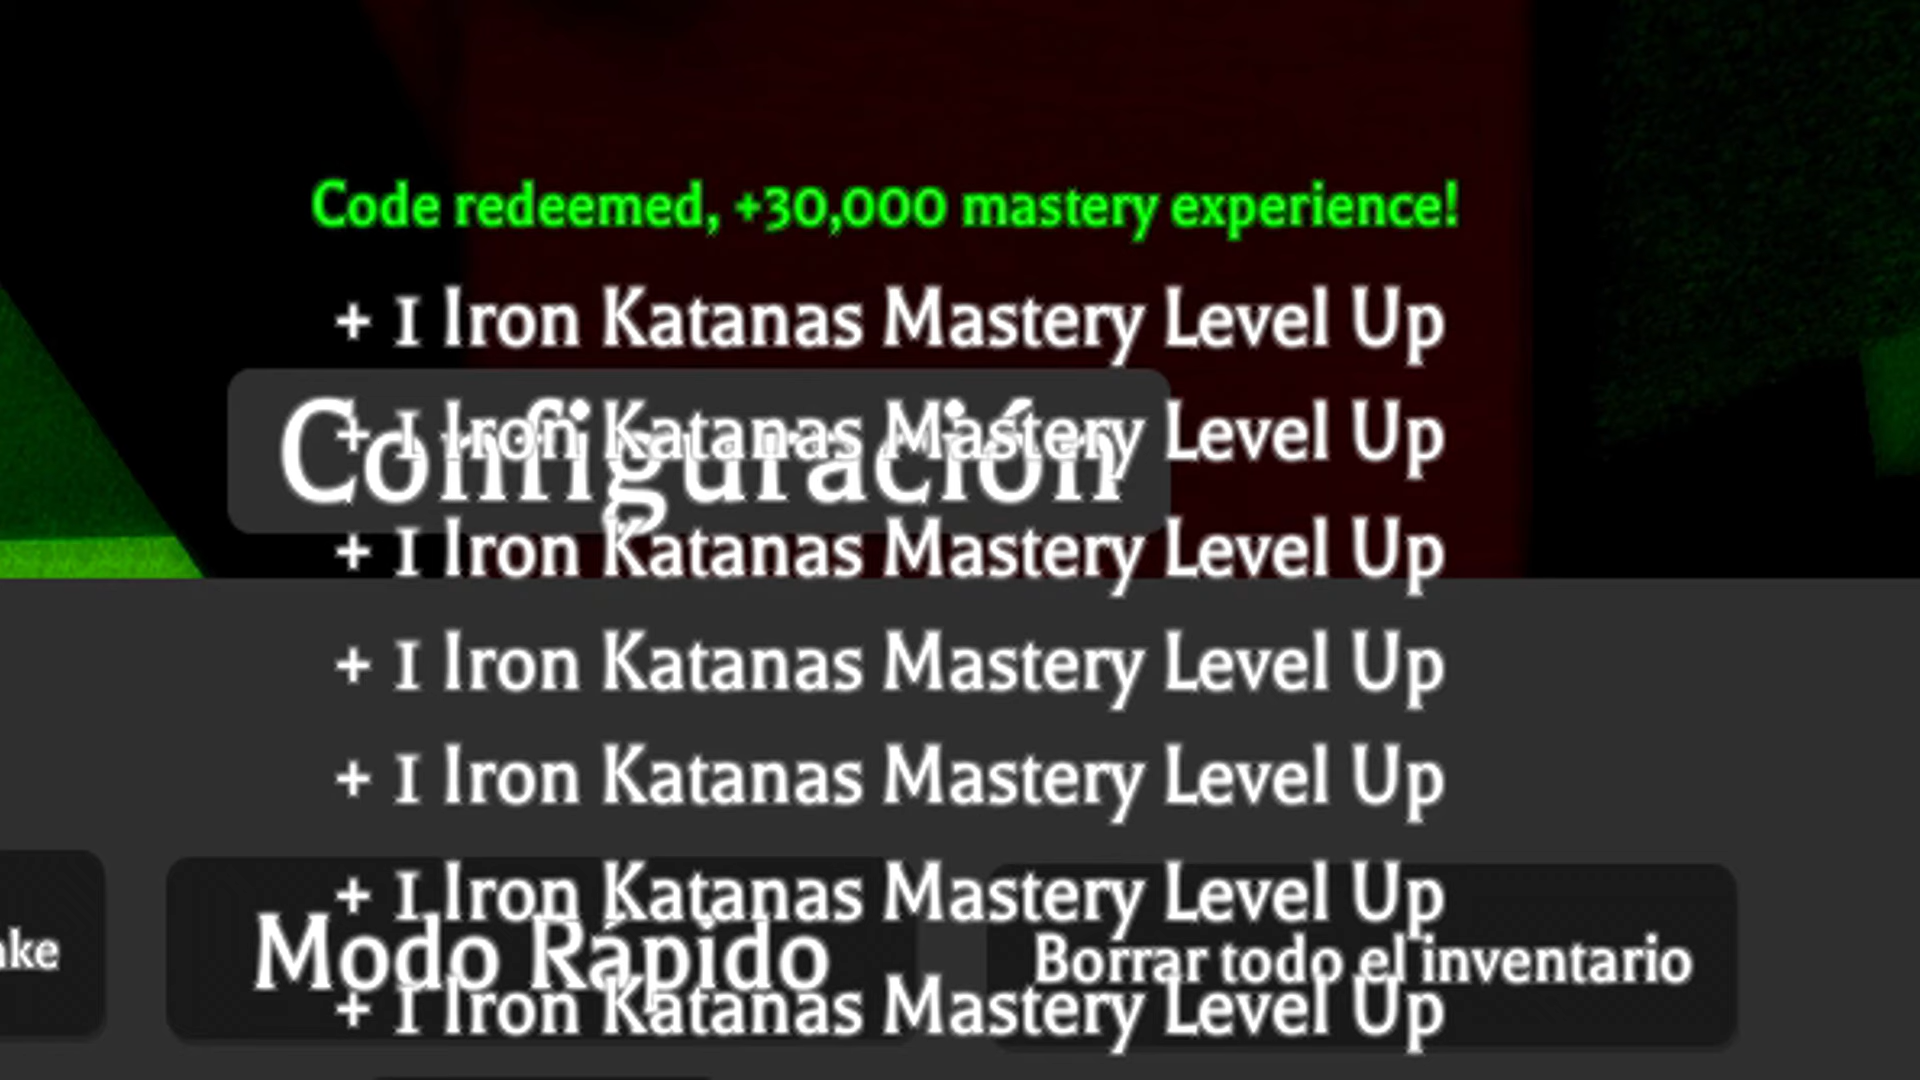 Code redeemed, +30,000 mastery experience!
+ 1 Iron Katanas Mastery Level Up
+ 1 Iron Katanas Mastery Level Up
Configuración
+ 1 Iron Katanas Mastery Level Up
+ 1 Iron Katanas Mastery Level Up
+ 1 Iron Katanas Mastery Level Up
+ 1 Iron Katanas Mastery Level Up
Modo Rápido
Borrar todo el inventario
+ 1 Iron Katanas Mastery Level Up